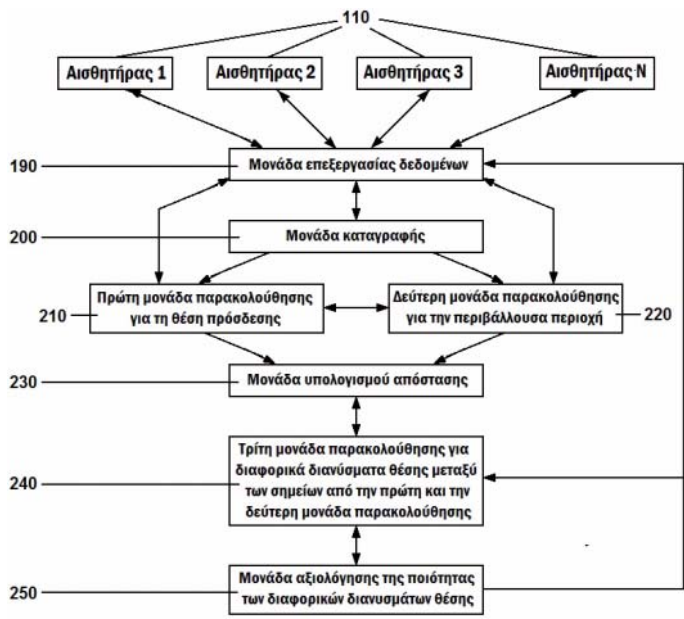 110
Αισθητήρας 1
Αισθητήρας 2
Αισθητήρας 3
Αισθητήρας N
190
Μονάδα επεξεργασίας δεδομένων
200
Μονάδα καταγραφής
210
Πρώτη μονάδα παρακολούθησης
για τη θέση πρόσδεσης
Δεύτερη μονάδα παρακολούθησης
για την περιβάλλουσα περιοχή
220
230
Μονάδα υπολογισμού απόστασης
240
Τρίτη μονάδα παρακολούθησης για
διαφορικά διανύσματα θέσης μεταξύ
των σημείων από την πρώτη και την
δεύτερη μονάδα παρακολούθησης
250
Μονάδα αξιολόγησης της ποιότητας
των διαφορικών διανυσμάτων θέσης